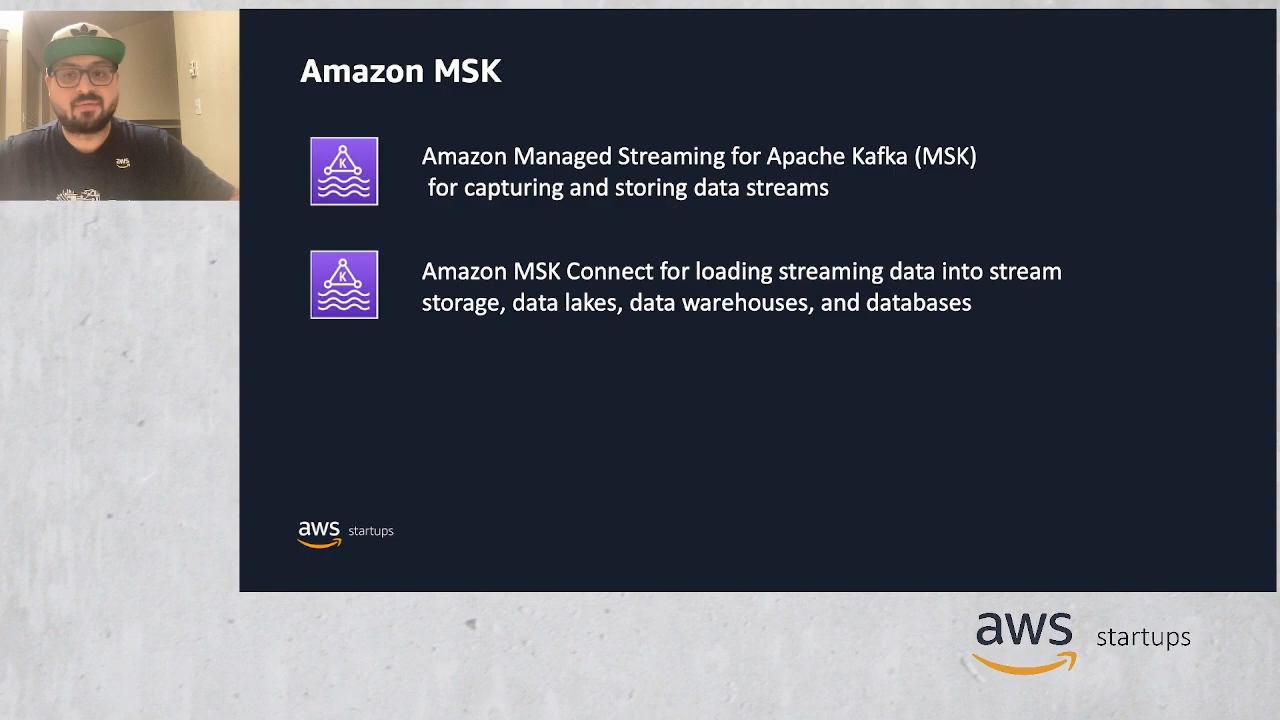 Amazon MSK
K
Amazon Managed Streaming for Apache Kafka (MSK)
for capturing and storing data streams
K
Amazon MSK Connect for loading streaming data into stream
storage, data lakes, data warehouses, and databases
aws startups
aws
aws startups